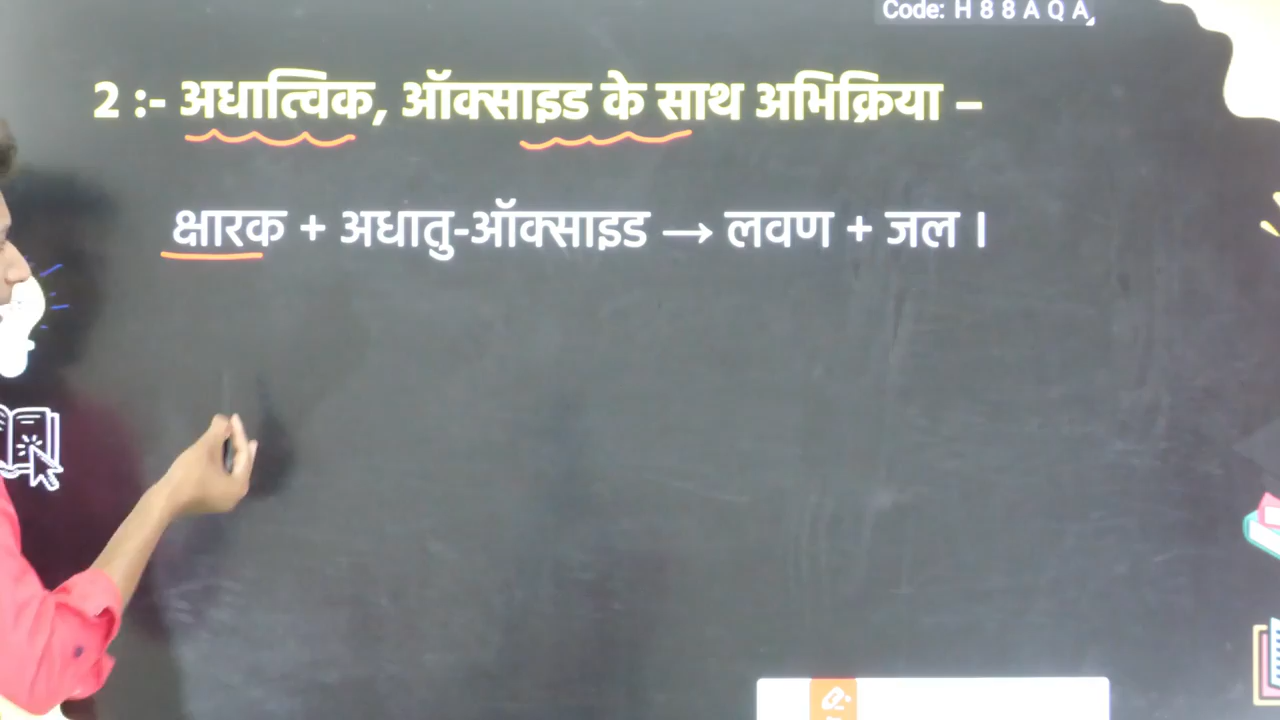 Code: H 8 8 A Q A,
2 :- अधात्विक, ऑक्साइड के साथ अभिक्रिया –
क्षारक + अधातु-ऑक्साइड → लवण + जल ।